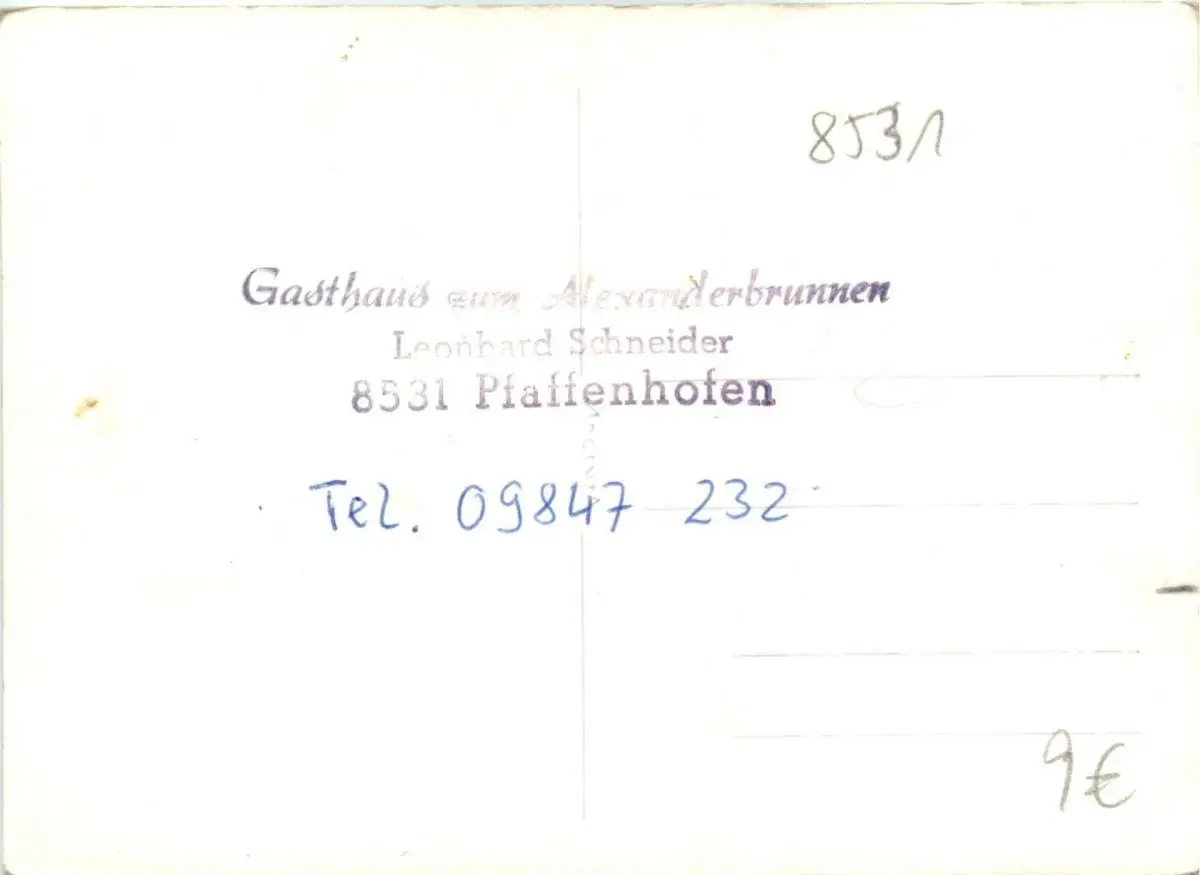 8531
Gasthaus zum Alexanderbrunnen
Leonhard Schneider
8531 Pfaffenhofen
Tel. 09847 232
9€